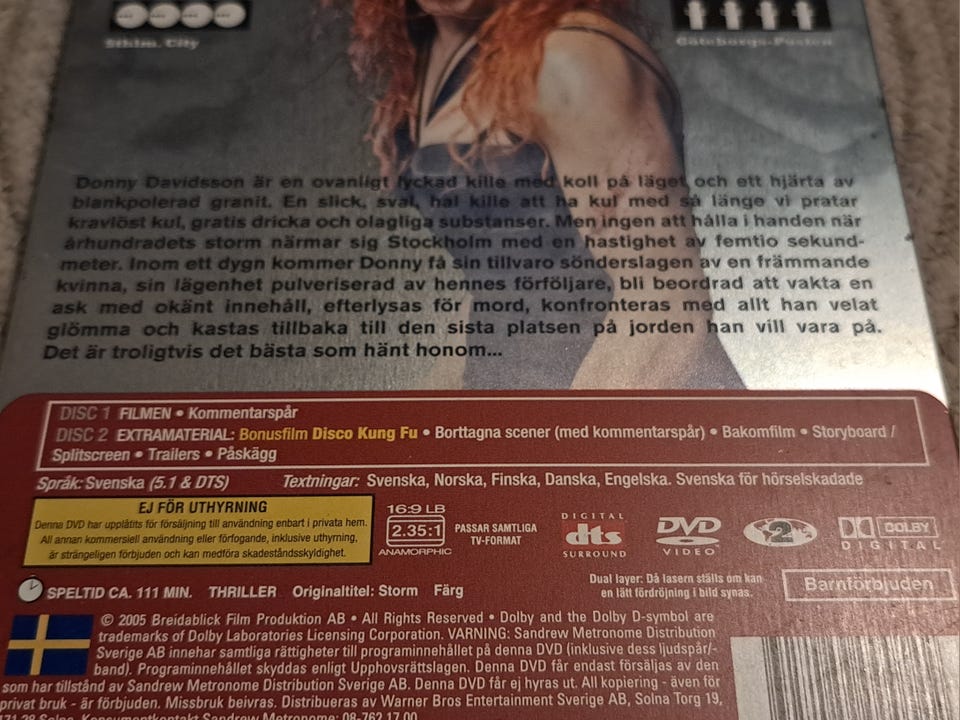 Sthlm. City
Göteborgs-Posten
Donny Davidsson är en ovanligt lyckad kille med koll på läget och ett hjärta av
blankpolerad granit. En slick, sval, hal kille att ha kul med så länge vi pratar
kravlöst kul, gratis dricka och olagliga substanser. Men ingen att hålla i handen när
århundradets storm närmar sig Stockholm med en hastighet av femtio sekund-
meter. Inom ett dygn kommer Donny få sin tillvaro sönderslagen av en främmande
kvinna, sin lägenhet pulveriserad av hennes förföljare, bli beordrad att vakta en
ask med okänt innehåll, efterlysas för mord, konfronteras med allt han velat
glömma och kastas tillbaka till den sista platsen på jorden han vill vara på.
Det är troligtvis det bästa som hänt honom...
DISC 1 FILMEN • Kommentarspår
DISC 2 EXTRAMATERIAL: Bonusfilm Disco Kung Fu • Borttagna scener (med kommentarspår) • Bakomfilm • Storyboard /
Splitscreen • Trailers • Påskägg
Språk: Svenska (5.1 & DTS) Textningar: Svenska, Norska, Finska, Danska, Engelska. Svenska för hörselskadade
EJ FÖR UTHYRNING
Denna DVD har upplåtits för försäljning till användning enbart i privata hem.
All annan kommersiell användning eller förfogande, inklusive uthyrning,
är strängeligen förbjuden och kan medföra skadeståndsskyldighet.
16:9 LB
2.35:1
ANAMORPHIC
PASSAR SAMTLIGA
TV-FORMAT
DIGITAL
dts
SURROUND
DVD
VIDEO
2
DOLBY
DIGITAL
SPELTID CA. 111 MIN. THRILLER Originaltitel: Storm Färg
Dual layer: Då lasern ställs om kan
en lätt fördröjning i bild synas.
Barnförbjuden
© 2005 Breidablick Film Produktion AB • All Rights Reserved • Dolby and the Dolby D-symbol are
trademarks of Dolby Laboratories Licensing Corporation. VARNING: Sandrew Metronome Distribution
Sverige AB innehar samtliga rättigheter till programinnehållet på denna DVD (inklusive dess ljudspår/-
band). Programinnehållet skyddas enligt Upphovsrättslagen. Denna DVD får endast försäljas av den
som har tillstånd av Sandrew Metronome Distribution Sverige AB. Denna DVD får ej hyras ut. All kopiering - även för
privat bruk - är förbjuden. Missbruk beivras. Distribueras av Warner Bros Entertainment Sverige AB, Solna Torg 19,
171 28 Solna. Konsumentkontakt Sandrew Metronome: 08-762 17 00